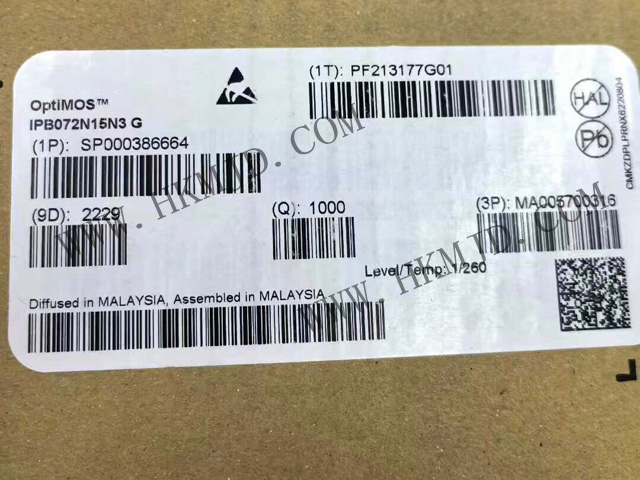 (1T): PF213177G01
OptiMOS™
IPB072N15N3 G
(1P): SP000386664
HAL
Pb
CMKZDPLPRNX6220804
(9D): 2229
(Q): 1000
(3P): MA005700316
Level/Temp: 1/260
Diffused in MALAYSIA, Assembled in MALAYSIA
WWW.HKMJD.COM
WWW.HKMJD.COM